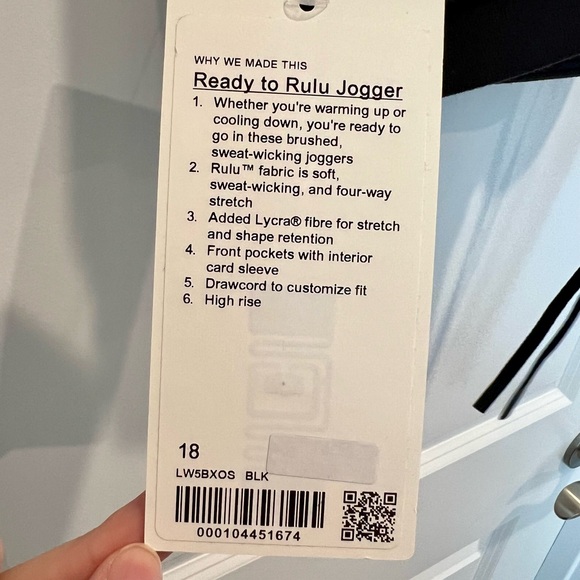 WHY WE MADE THIS
Ready to Rulu Jogger
1. Whether you're warming up or
cooling down, you're ready to
go in these brushed,
sweat-wicking joggers
2. Rulu™ fabric is soft,
sweat-wicking, and four-way
stretch
3. Added Lycra® fibre for stretch
and shape retention
4. Front pockets with interior
card sleeve
5. Drawcord to customize fit
6. High rise
18
LW5BXOS BLK
000104451674